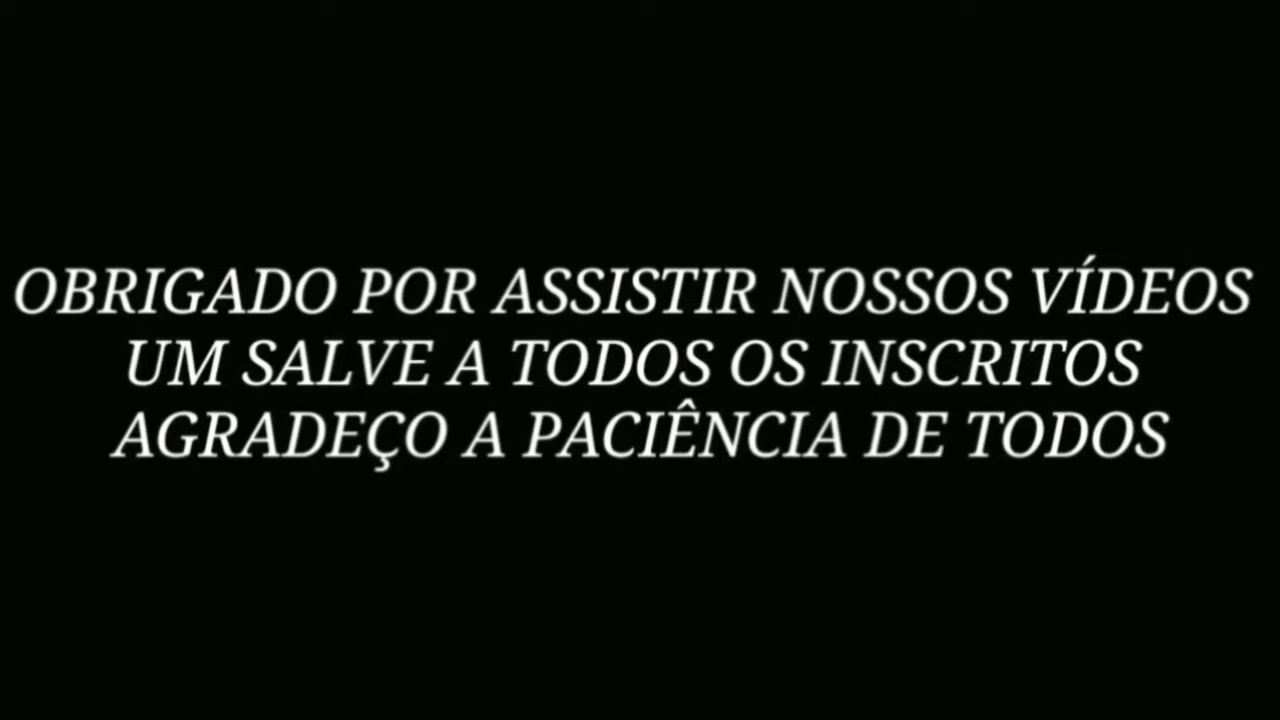 OBRIGADO POR ASSISTIR NOSSOS VÍDEOS
UM SALVE A TODOS OS INSCRITOS
AGRADEÇO A PACIÊNCIA DE TODOS